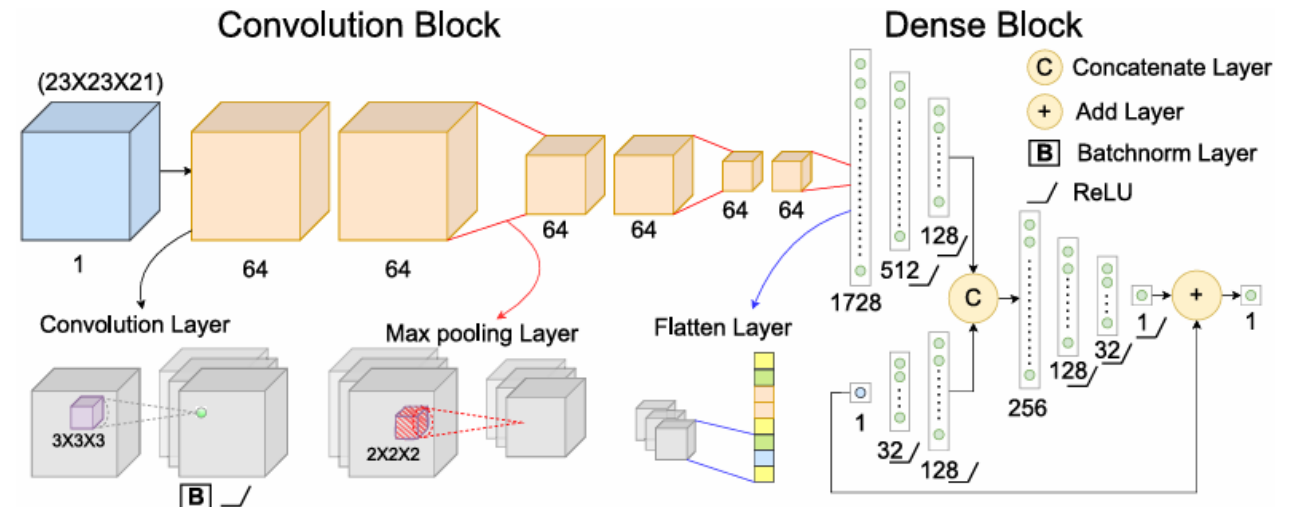 Convolution Block
Dense Block
(23X23X21)
1
64
64
64
64
64
64
1728
512
128
C
Concatenate Layer
+
Add Layer
B
Batchnorm Layer
ReLU
Convolution Layer
3X3X3
B
Max pooling Layer
2X2X2
Flatten Layer
C
1
32
128
256
128
32
1
+
1